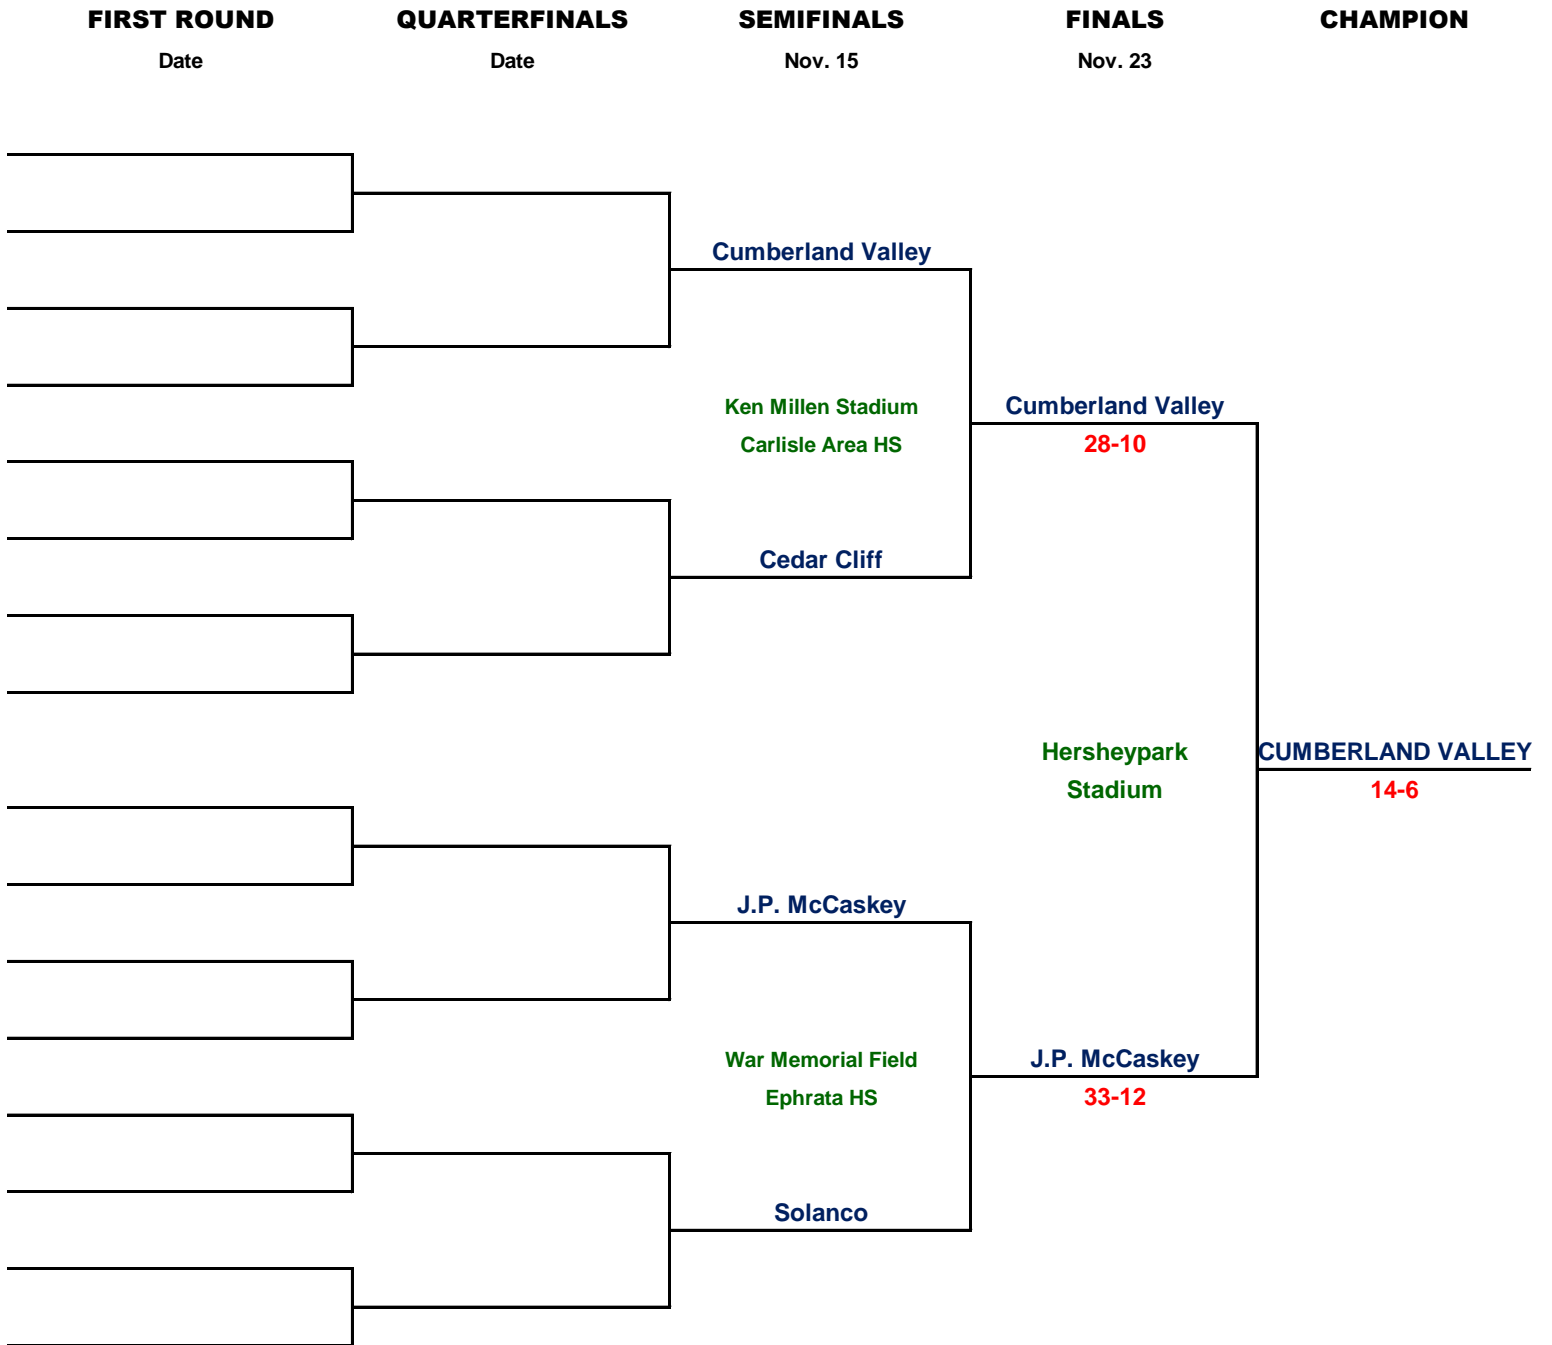 FIRST ROUND QUARTERFINALS SEMIFINALS FINALS CHAMPION
Date Date Nov. 15 Nov. 23
Cumberland Valley
Ken Millen Stadium
Carlisle Area HS
Cumberland Valley
28-10
Cedar Cliff
Hersheypark
Stadium
CUMBERLAND VALLEY
14-6
J.P. McCaskey
War Memorial Field
Ephrata HS
J.P. McCaskey
33-12
Solanco